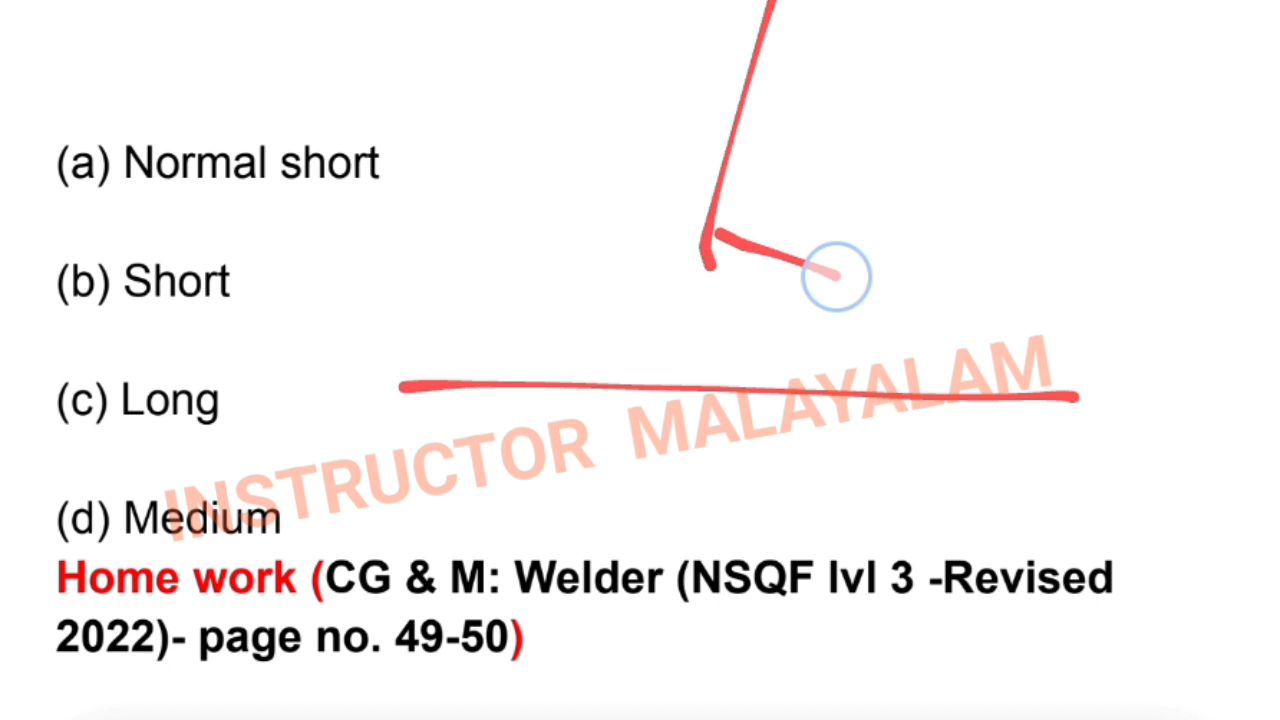 (a) Normal short
(b) Short
(c) Long
INSTRUCTOR MALAYALAM
(d) Medium
Home work (CG & M: Welder (NSQF lvl 3 -Revised
2022)- page no. 49-50)